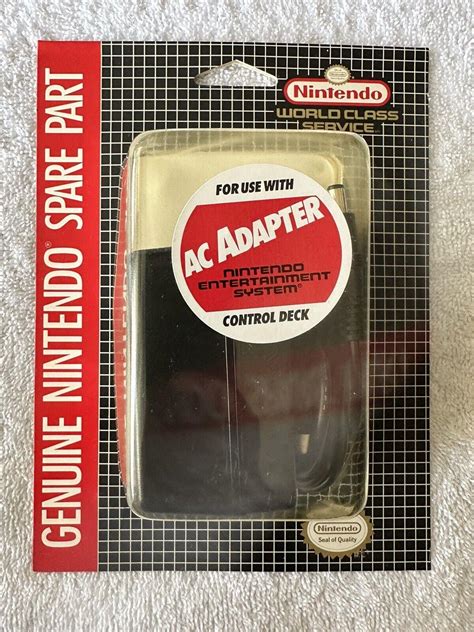 GENUINE NINTENDO® SPARE PART
Nintendo
WORLD CLASS
SERVICE
FOR USE WITH
AC ADAPTER
NINTENDO
ENTERTAINMENT
SYSTEM®
CONTROL DECK
Nintendo
Seal of Quality